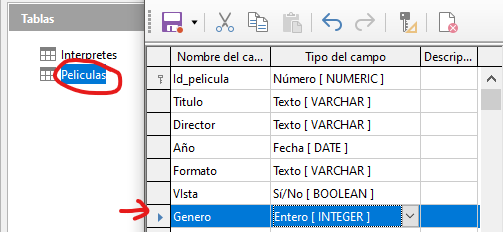 Tablas
Interpretes
Peliculas
Nombre del ca... Tipo del campo Descrip...
Id_pelicula Número [ NUMERIC ]
Titulo Texto [ VARCHAR ]
Director Texto [ VARCHAR ]
Año Fecha [ DATE ]
Formato Texto [ VARCHAR ]
VIsta Sí/No [ BOOLEAN ]
Genero Entero [ INTEGER ]